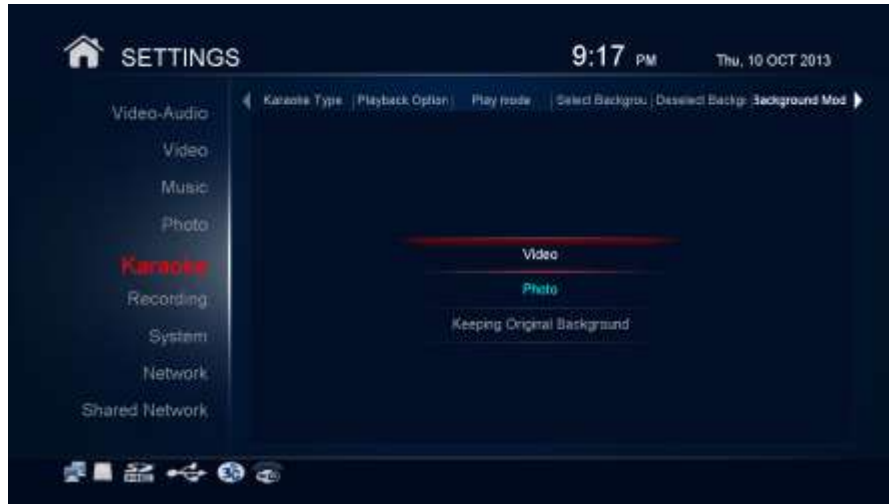 SETTINGS
9:17 PM
Thu, 10 OCT 2013
Karaoke Type
Playback Option
Play mode
Select Backgrou
Deselect Backgr
Background Mod
Video-Audio
Video
Music
Photo
Karaoke
Recording
System
Network
Shared Network
Video
Photo
Keeping Original Background